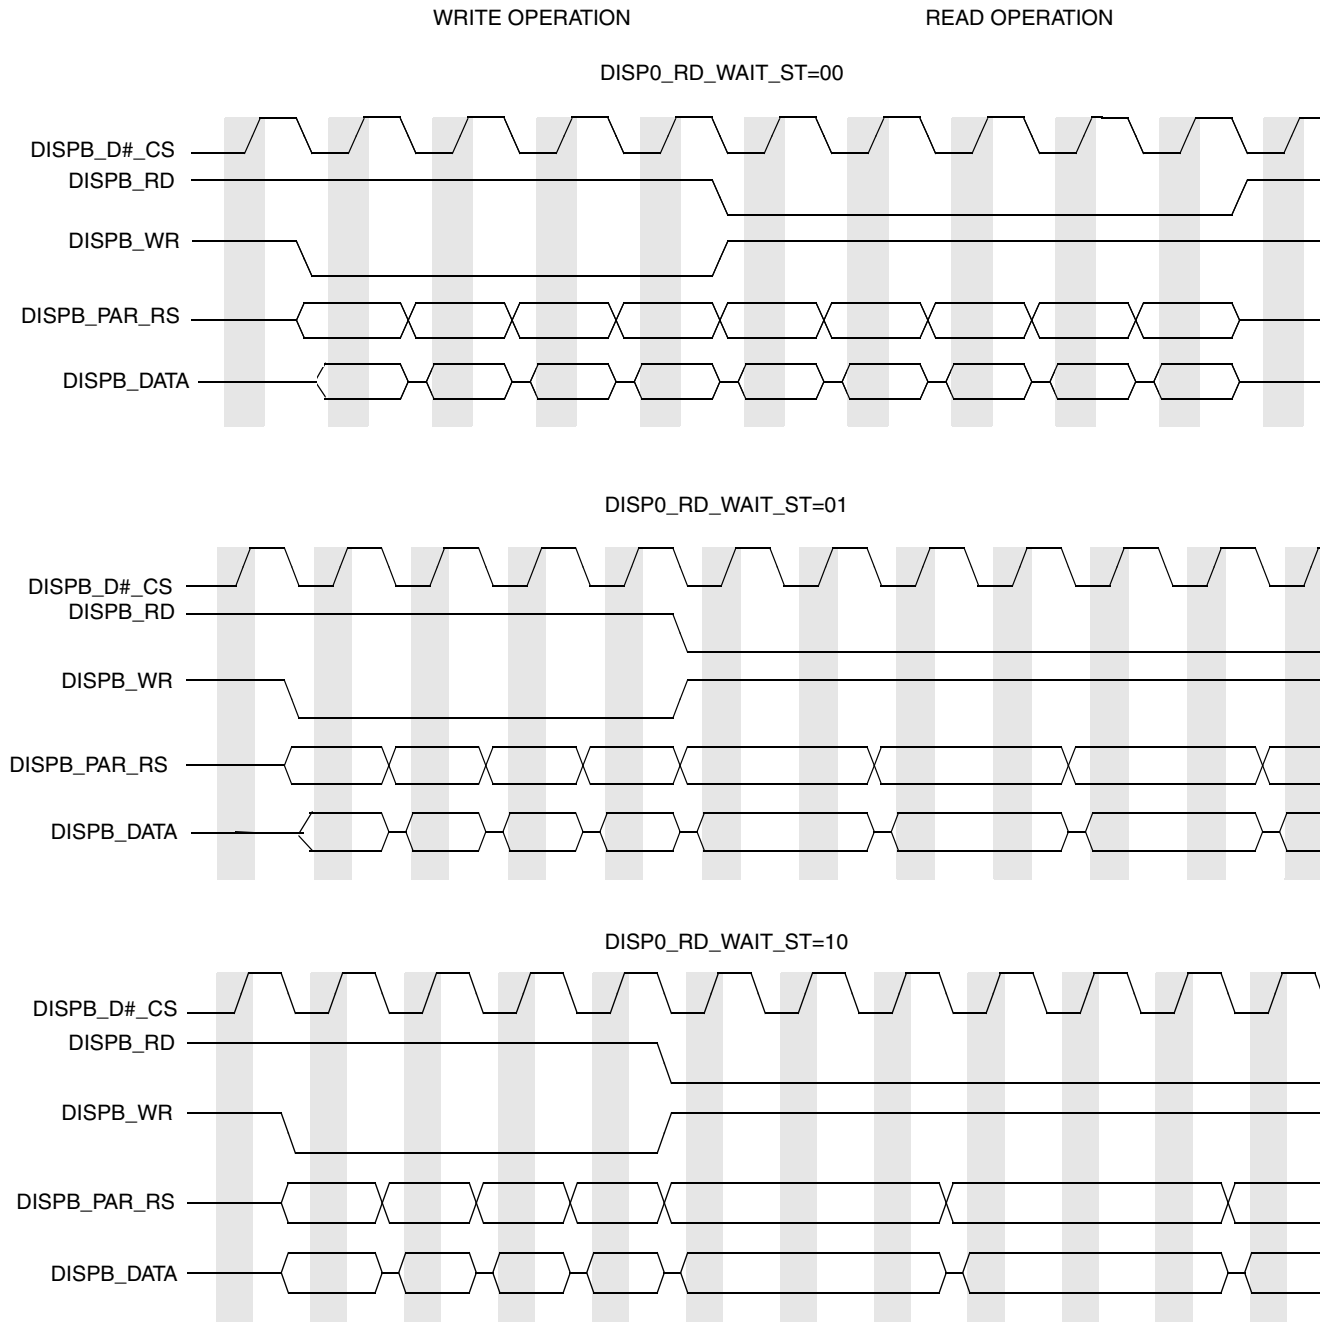 WRITE OPERATION
READ OPERATION
DISP0_RD_WAIT_ST=00
DISPB_D#_CS
DISPB_RD
DISPB_WR
DISPB_PAR_RS
DISPB_DATA
DISP0_RD_WAIT_ST=01
DISPB_D#_CS
DISPB_RD
DISPB_WR
DISPB_PAR_RS
DISPB_DATA
DISP0_RD_WAIT_ST=10
DISPB_D#_CS
DISPB_RD
DISPB_WR
DISPB_PAR_RS
DISPB_DATA